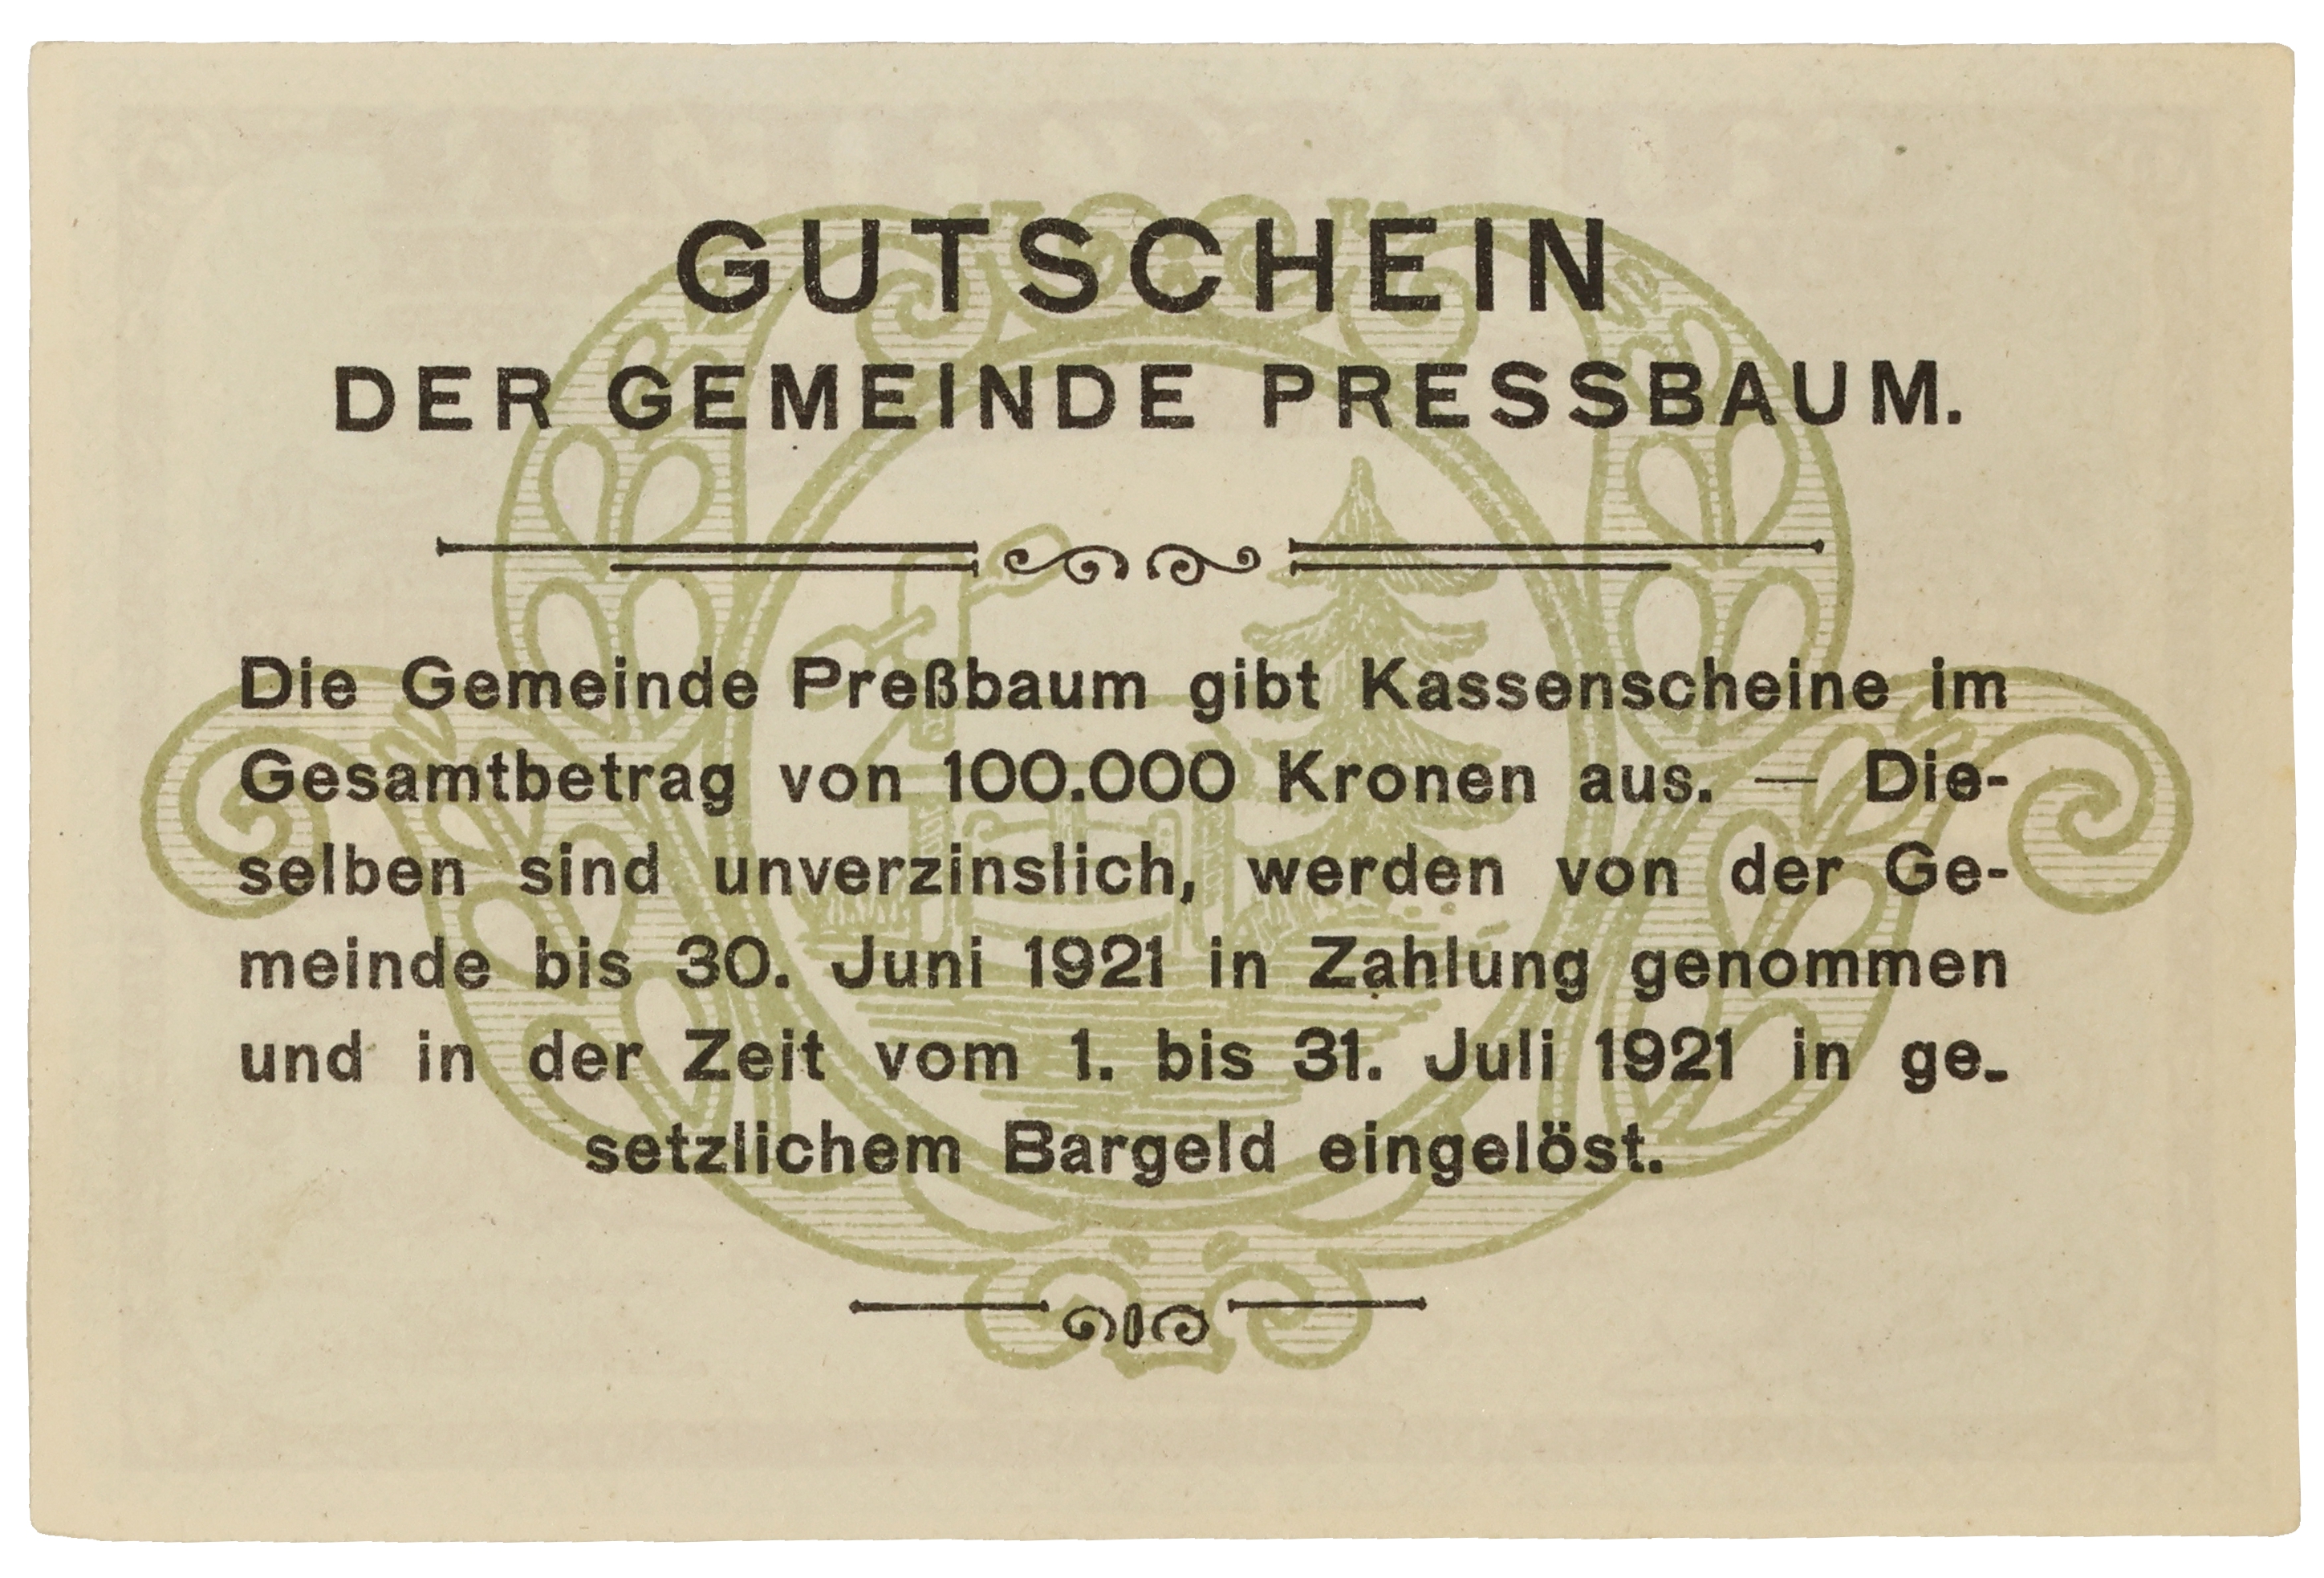 GUTSCHEIN
DER GEMEINDE PRESSBAUM.
Die Gemeinde Preßbaum gibt Kassenscheine im
Gesamtbetrag von 100.000 Kronen aus. — Die-
selben sind unverzinslich, werden von der Ge-
meinde bis 30. Juni 1921 in Zahlung genommen
und in der Zeit vom 1. bis 31. Juli 1921 in ge-
setzlichem Bargeld eingelöst.